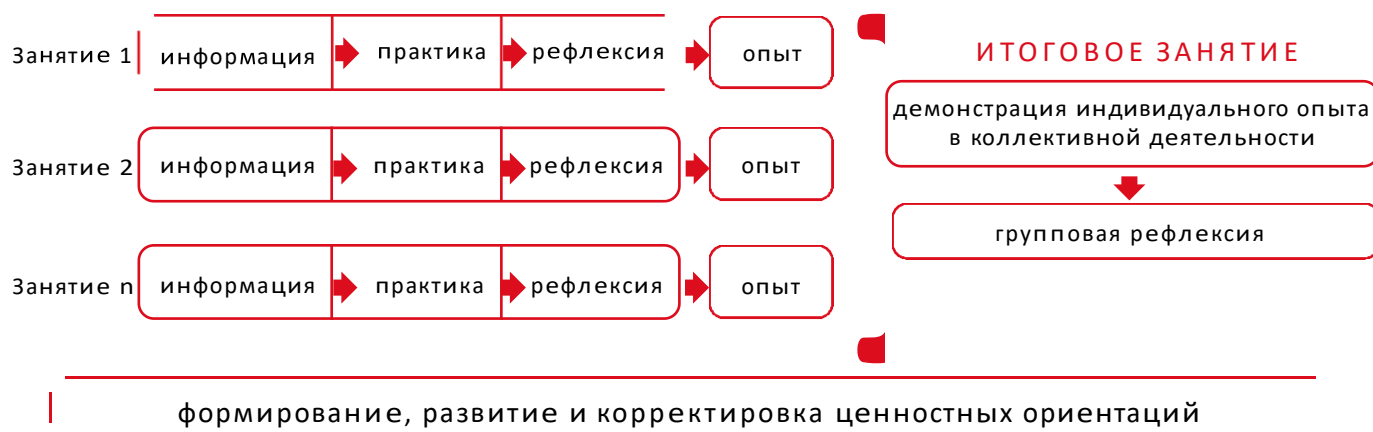 Занятие 1 информация практика рефлексия опыт
Занятие 2 информация практика рефлексия опыт
Занятие n информация практика рефлексия опыт
ИТОГОВОЕ ЗАНЯТИЕ
демонстрация индивидуального опыта
в коллективной деятельности
групповая рефлексия
формирование, развитие и корректировка ценностных ориентаций